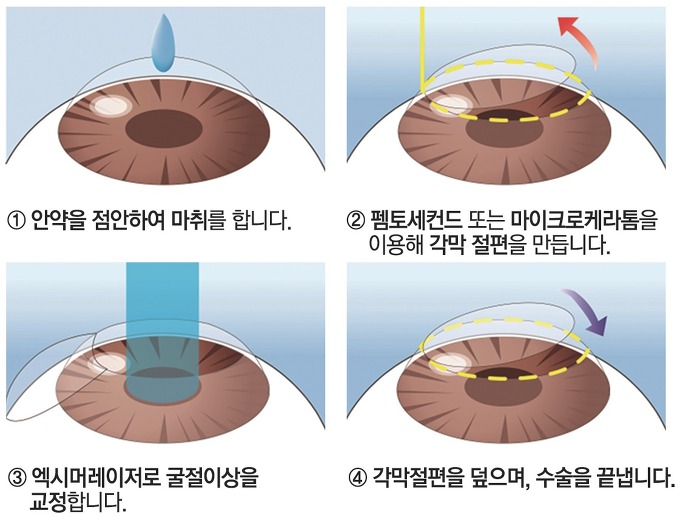 ① 안약을 점안하여 마취를 합니다.
② 펨토세컨드 또는 마이크로케라톰을
이용해 각막 절편을 만듭니다.
③ 엑시머레이저로 굴절이상을
교정합니다.
④ 각막절편을 덮으며, 수술을 끝냅니다.